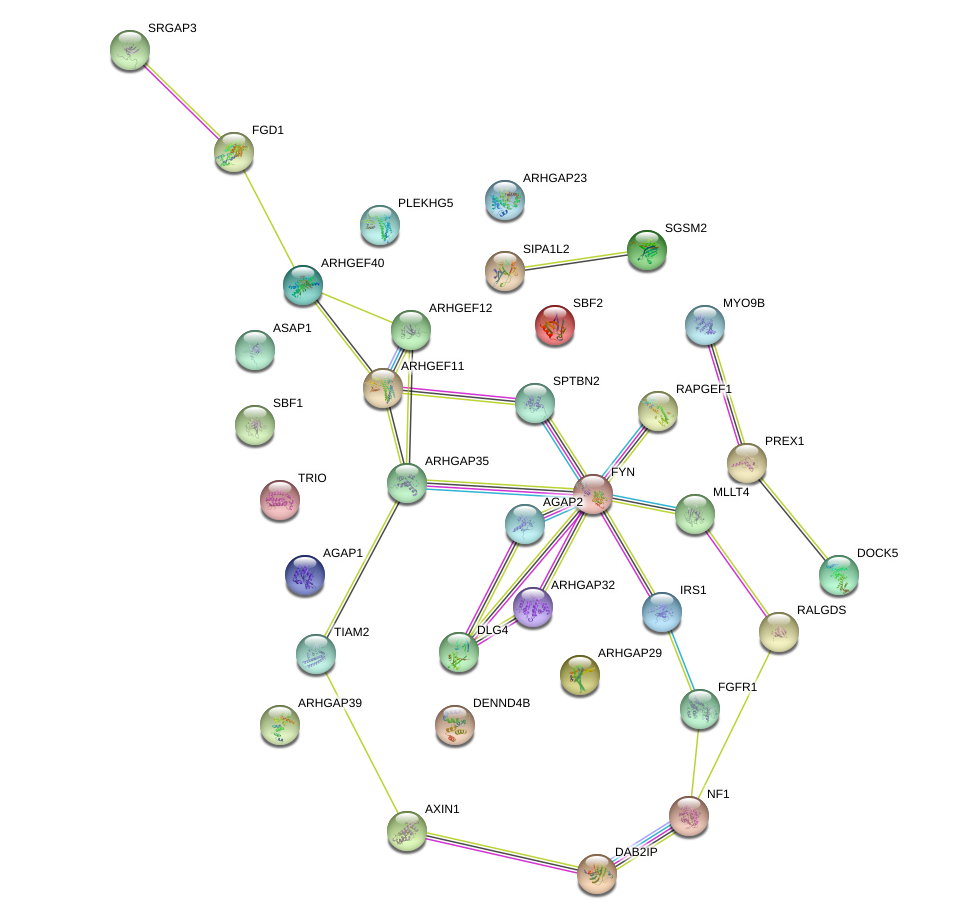 SRGAP3
FGD1
ARHGAP23
PLEKHG5
SGSM2
SIPA1L2
ARHGEF40
SBF2
MYO9B
ARHGEF12
ASAP1
ARHGEF11
SPTBN2
RAPGEF1
SBF1
PREX1
ARHGAP35
FYN
TRIO
MLLT4
AGAP2
AGAP1
DOCK5
ARHGAP32
IRS1
RALGDS
TIAM2
DLG4
ARHGAP29
FGFR1
ARHGAP39
DENND4B
NF1
AXIN1
DAB2IP